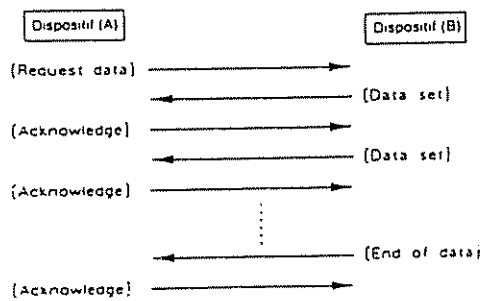 Dispositif (A)
Dispositif (B)
(Request data)
(Data set)
(Acknowledge)
(Data set)
(Acknowledge)
(End of data)
(Acknowledge)